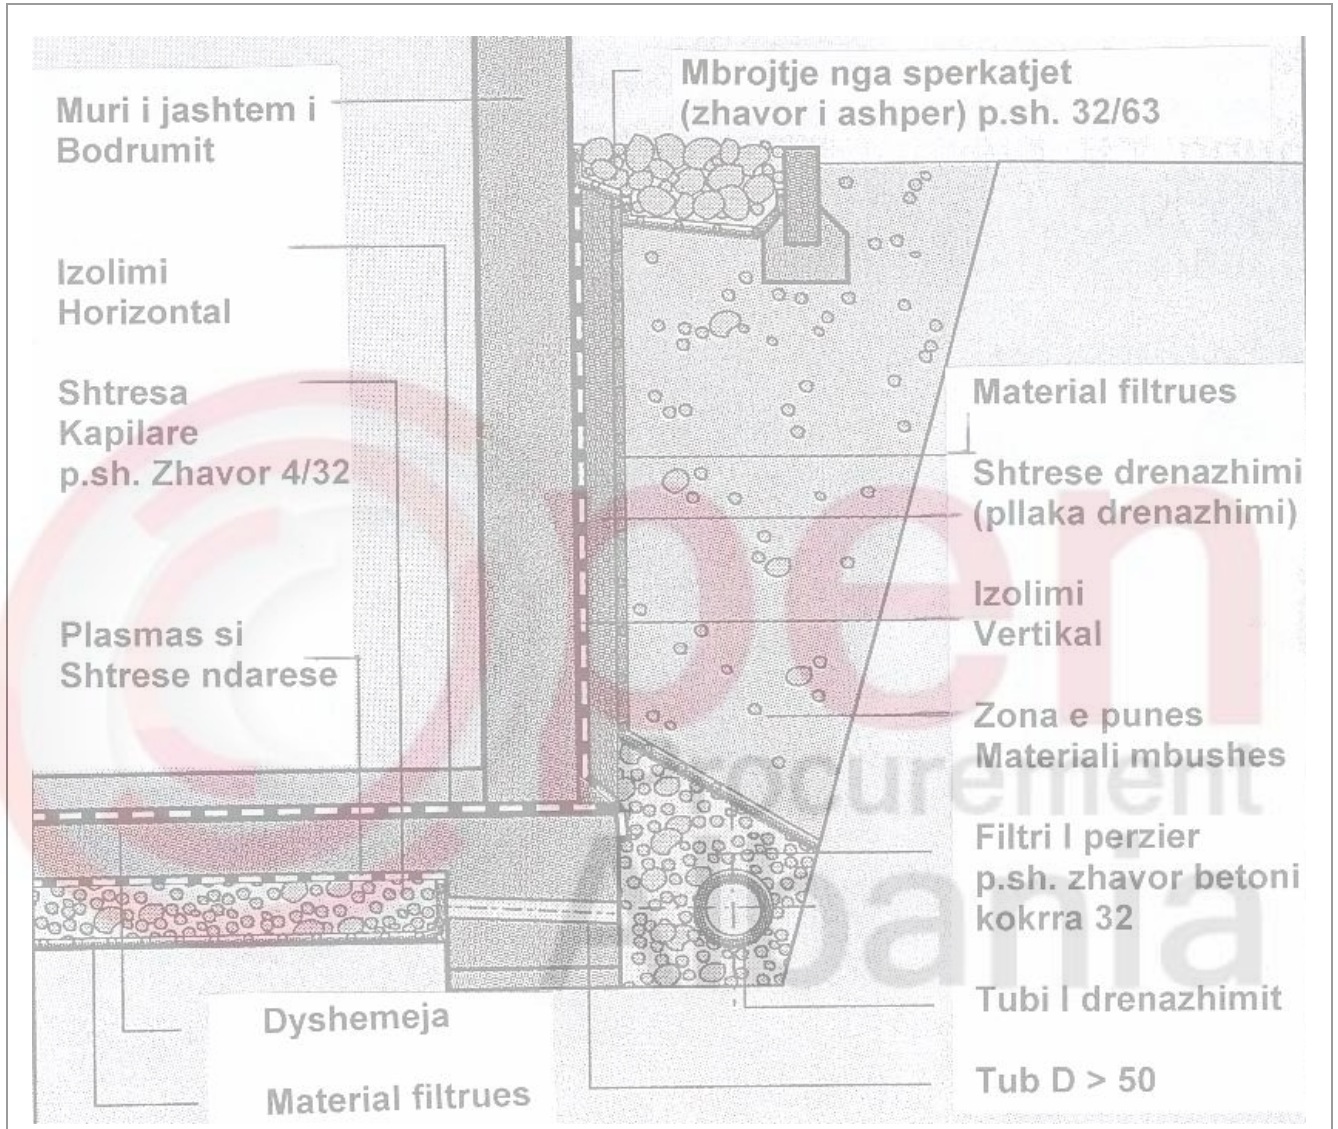 Muri i jashtem i
Bodrumit
Izolimi
Horizontal
Shtresa
Kapilare
p.sh. Zhavor 4/32
Plasmas si
Shtrese ndarese
Dyshemeja
Material filtrues
Mbrojtje nga sperkatjet
(zhavor i ashper) p.sh. 32/63
Material filtrues
Shtrese drenazhimi
(pllaka drenazhimi)
Izolimi
Vertikal
Zona e punes
Materiali mbushes
Filtri I perzier
p.sh. zhavor betoni
kokrra 32
Tubi I drenazhimit
Tub D > 50
Open
Procurement
Albania